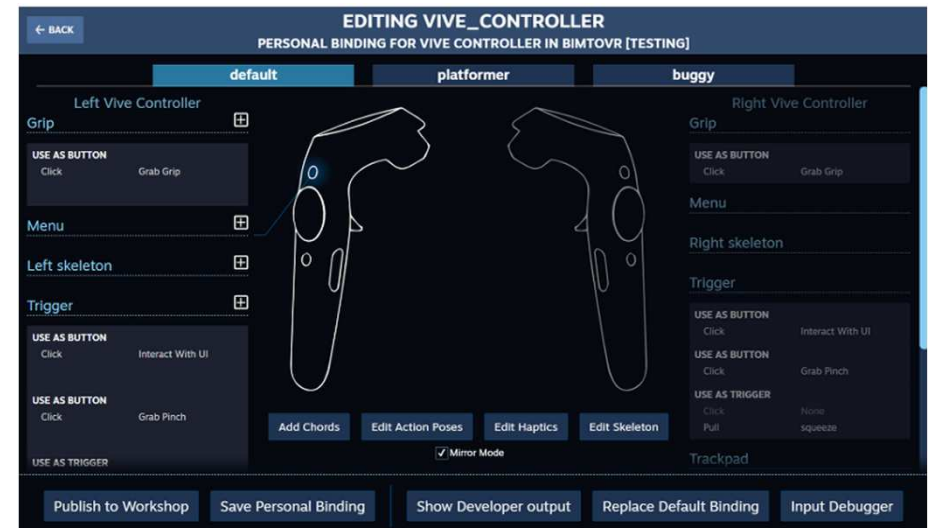 ← BACK
EDITING VIVE_CONTROLLER
PERSONAL BINDING FOR VIVE CONTROLLER IN BIMTOVR [TESTING]
default platformer buggy
Left Vive Controller
Grip
USE AS BUTTON
Click Grab Grip
Menu
Left skeleton
Trigger
USE AS BUTTON
Click Interact With UI
USE AS BUTTON
Click Grab Pinch
USE AS TRIGGER
Add Chords Edit Action Poses Edit Haptics Edit Skeleton
Mirror Mode
Right Vive Controller
Grip
USE AS BUTTON
Click Grab Grip
Menu
Right skeleton
Trigger
USE AS BUTTON
Click Interact With UI
USE AS BUTTON
Click Grab Pinch
USE AS TRIGGER
Click None
Pull squeeze
Trackpad
Publish to Workshop Save Personal Binding Show Developer output Replace Default Binding Input Debugger